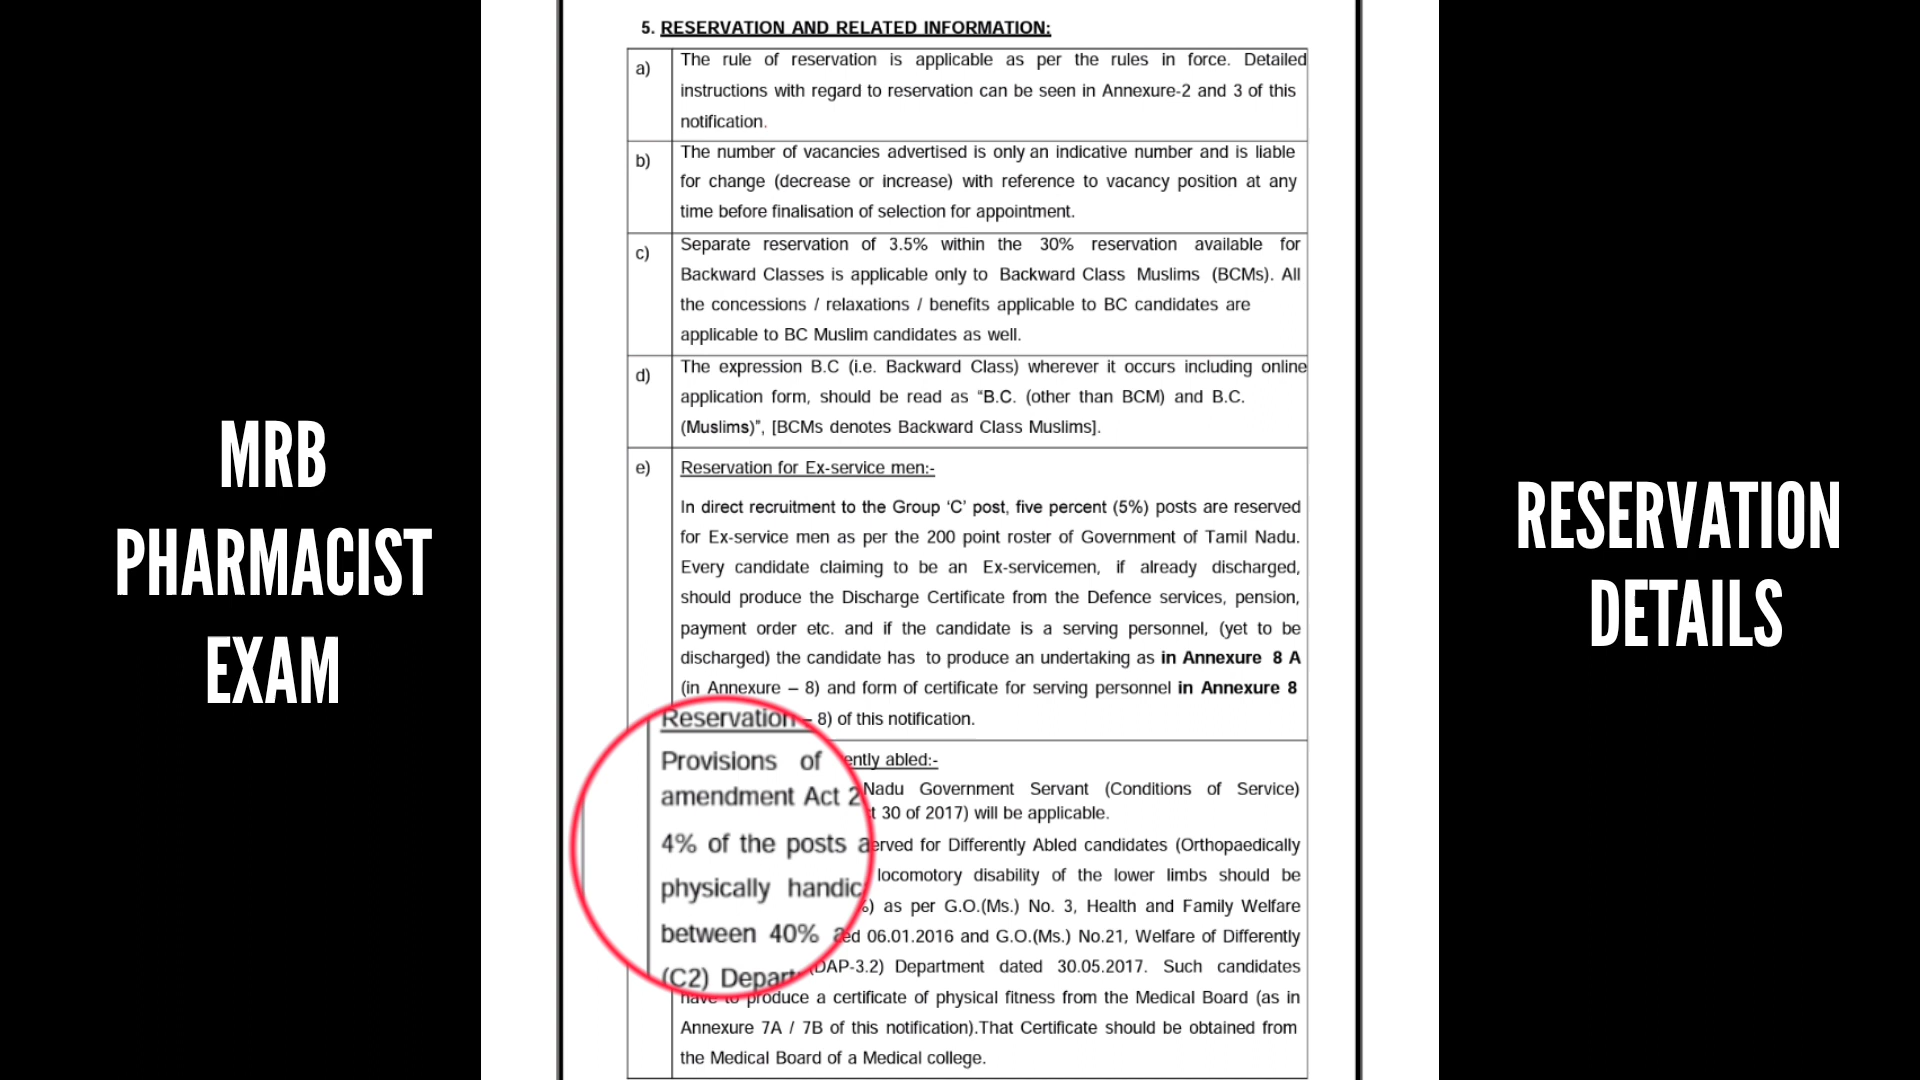 MRB
PHARMACIST
EXAM
5. RESERVATION AND RELATED INFORMATION:
a) The rule of reservation is applicable as per the rules in force. Detailed
instructions with regard to reservation can be seen in Annexure-2 and 3 of this
notification.
b) The number of vacancies advertised is only an indicative number and is liable
for change (decrease or increase) with reference to vacancy position at any
time before finalisation of selection for appointment.
c) Separate reservation of 3.5% within the 30% reservation available for
Backward Classes is applicable only to Backward Class Muslims (BCMs). All
the concessions / relaxations / benefits applicable to BC candidates are
applicable to BC Muslim candidates as well.
d) The expression B.C (i.e. Backward Class) wherever it occurs including online
application form, should be read as “B.C. (other than BCM) and B.C.
(Muslims)”, [BCMs denotes Backward Class Muslims].
e) Reservation for Ex-service men:-
In direct recruitment to the Group ‘C’ post, five percent (5%) posts are reserved
for Ex-service men as per the 200 point roster of Government of Tamil Nadu.
Every candidate claiming to be an Ex-servicemen, if already discharged,
should produce the Discharge Certificate from the Defence services, pension,
payment order etc. and if the candidate is a serving personnel, (yet to be
discharged) the candidate has to produce an undertaking as in Annexure 8 A
(in Annexure – 8) and form of certificate for serving personnel in Annexure 8
– 8) of this notification.
Reservation
ently abled:-
Provisions of
Nadu Government Servant (Conditions of Service)
amendment Act 2
30 of 2017) will be applicable.
4% of the posts
erved for Differently Abled candidates (Orthopaedically
physically handic
locomotory disability of the lower limbs should be
as per G.O.(Ms.) No. 3, Health and Family Welfare
between 40%
ed 06.01.2016 and G.O.(Ms.) No.21, Welfare of Differently
(C2) Depart
(DAP-3.2) Department dated 30.05.2017. Such candidates
have to produce a certificate of physical fitness from the Medical Board (as in
Annexure 7A / 7B of this notification).That Certificate should be obtained from
the Medical Board of a Medical college.
RESERVATION
DETAILS